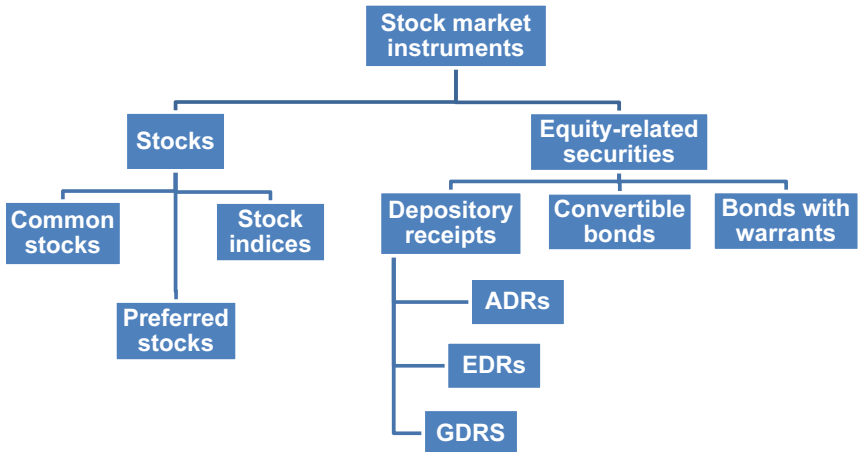 Stock market
instruments
Stocks
Equity-related
securities
Common
stocks
Stock
indices
Depository
receipts
Convertible
bonds
Bonds with
warrants
Preferred
stocks
ADRs
EDRs
GDRS